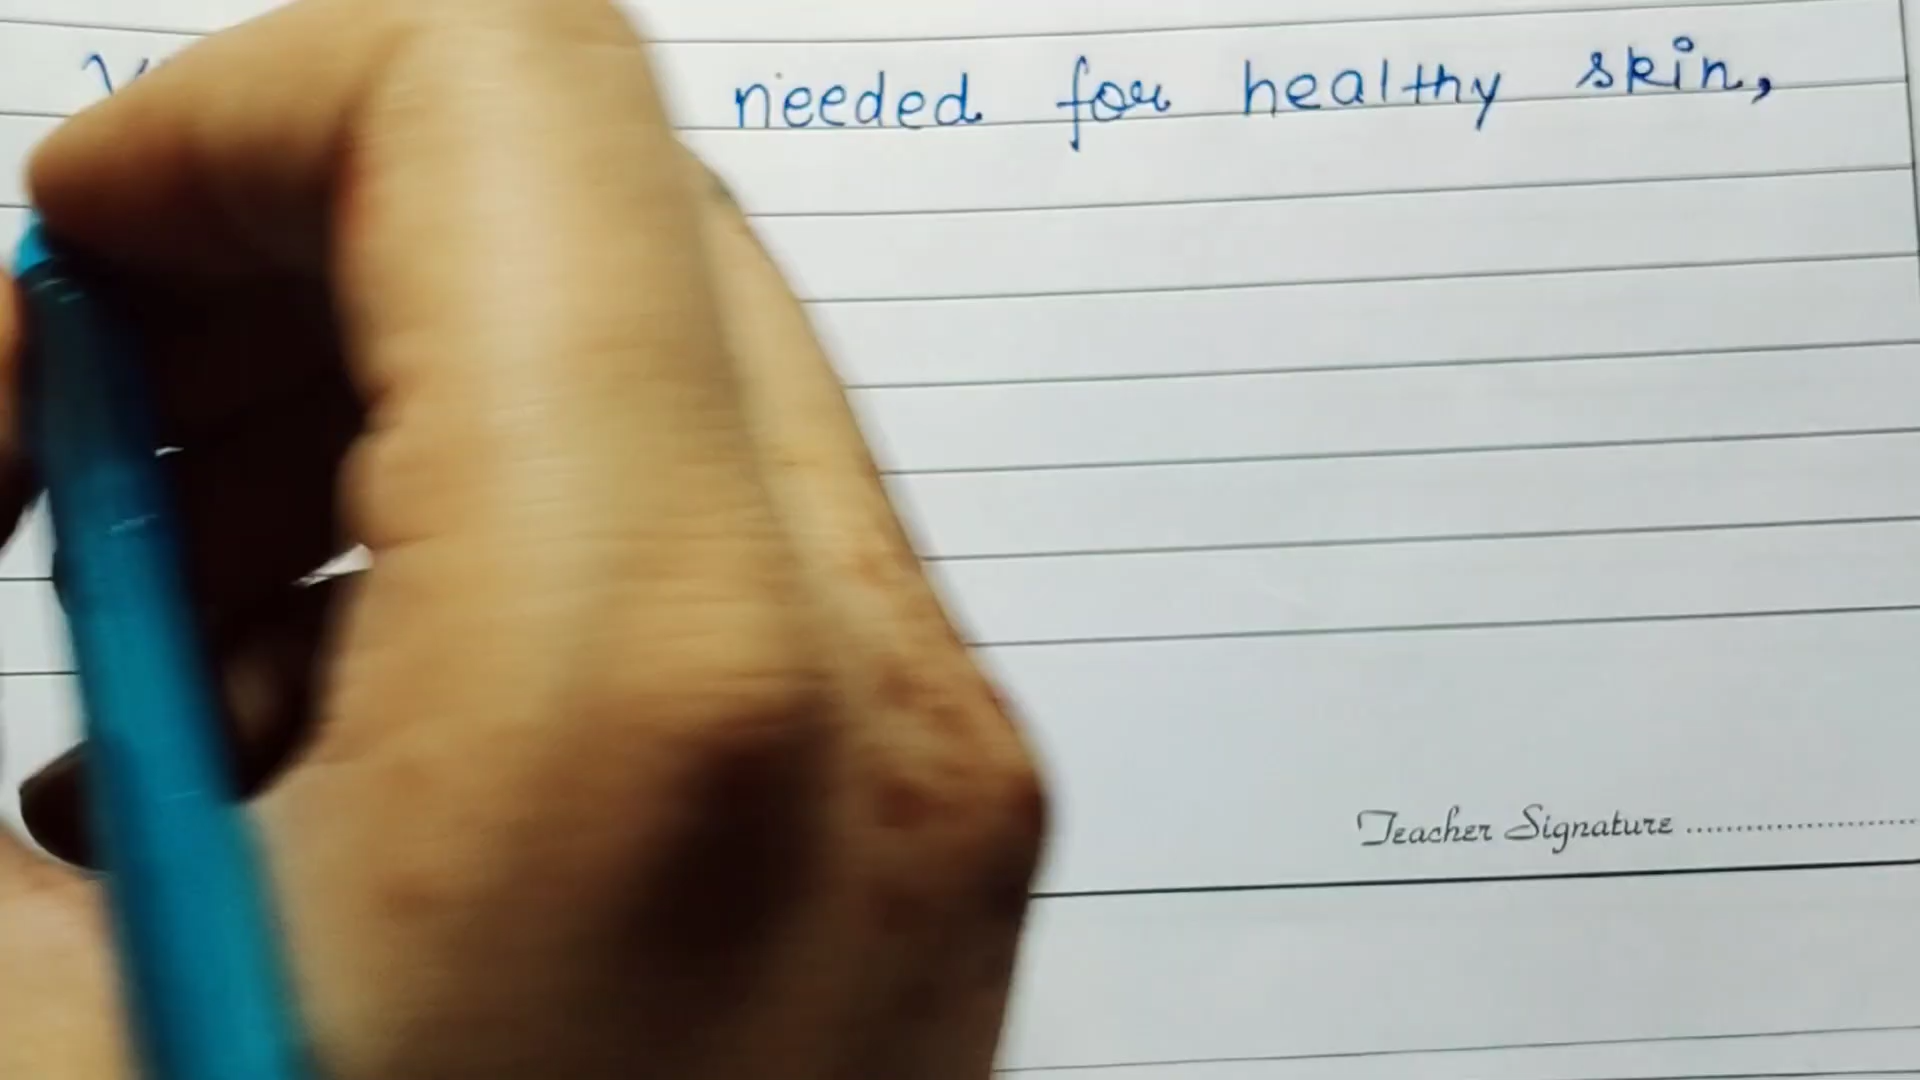 needed for healthy skin,
Teacher Signature ....................